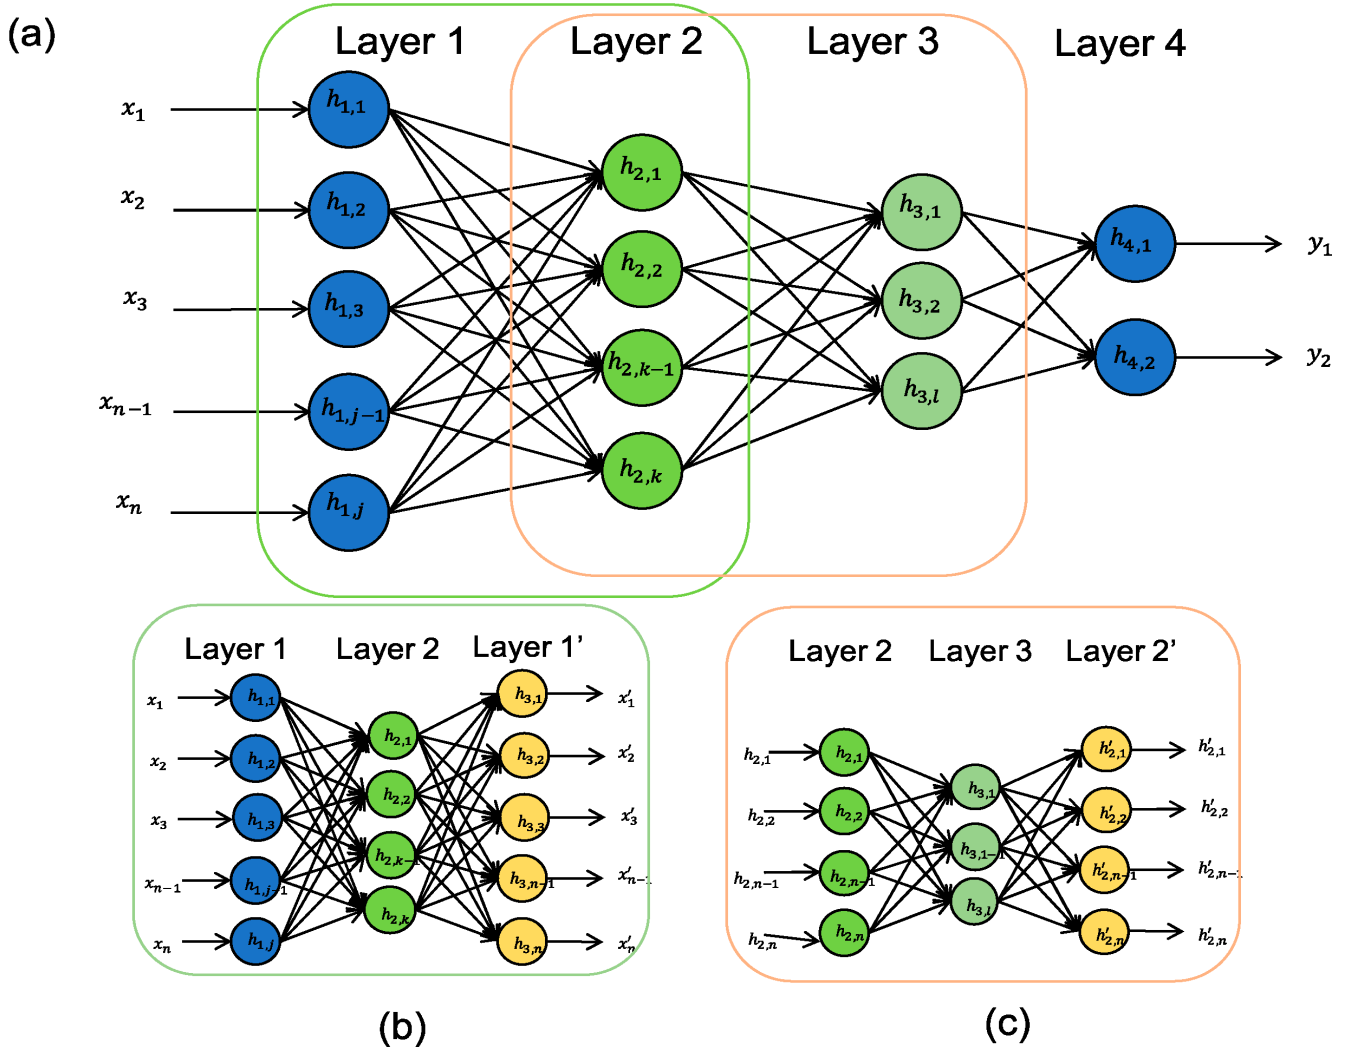 (a)
Layer 1 Layer 2 Layer 3 Layer 4
x₁ h₁,₁
h₂,₁
x₂ h₁,₂ h₃,₁
h₄,₁ y₁
h₂,₂
x₃ h₁,₃ h₃,₂
h₂,ₖ₋₁ h₄,₂ y₂
h₃,ₗ
xₙ₋₁ h₁,ⱼ₋₁
h₂,ₖ
xₙ h₁,ⱼ
Layer 1 Layer 2 Layer 1’
x₁ h₁,₁ h₃,₁ x′₁
h₂,₁
x₂ h₁,₂ h₃,₂ x′₂
h₂,₂
x₃ h₁,₃ h₃,₃ x′₃
h₂,ₖ₋₁
xₙ₋₁ h₁,ⱼ₋₁ h₃,ₙ₋₁ x′ₙ₋₁
h₂,ₖ
xₙ h₁,ⱼ h₃,ₙ x′ₙ
(b)
Layer 2 Layer 3 Layer 2’
h₂,₁ h₂,₁ h′₂,₁ h′₂,₁
h₃,₁
h₂,₂ h₂,₂ h′₂,₂ h′₂,₂
h₃,₁₋₁
h₂,ₙ₋₁ h₂,ₙ₋₁ h′₂,ₙ₋₁ h′₂,ₙ₋₁
h₃,ₗ
h₂,ₙ h₂,ₙ h′₂,ₙ h′₂,ₙ
(c)